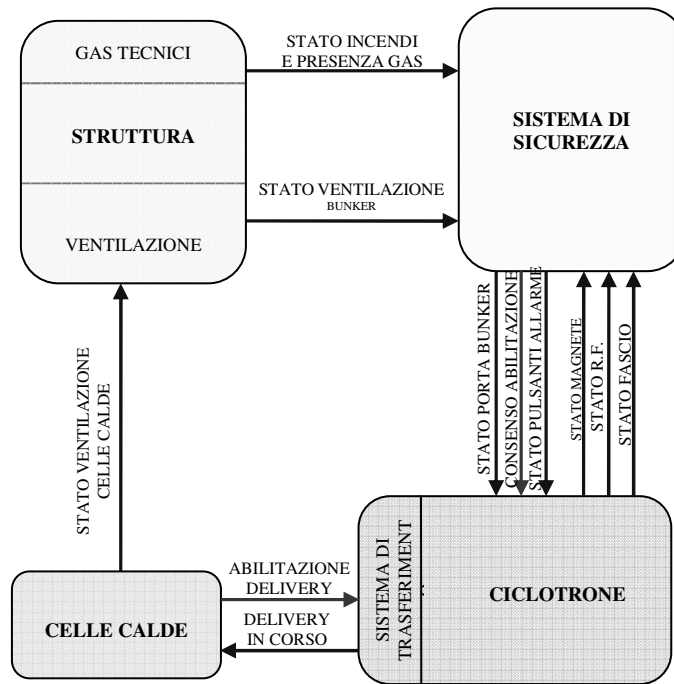 GAS TECNICI
STRUTTURA
VENTILAZIONE
STATO INCENDI
E PRESENZA GAS
STATO VENTILAZIONE
BUNKER
SISTEMA DI
SICUREZZA
STATO PORTA BUNKER
CONSENSO ABILITAZIONE
STATO PULSANTI ALLARME
STATO MAGNETE
STATO R.F.
STATO FASCIO
STATO VENTILAZIONE
CELLE CALDE
CELLE CALDE
ABILITAZIONE
DELIVERY
DELIVERY
IN CORSO
SISTEMA DI
TRASFERIMENT
CICLOTRONE